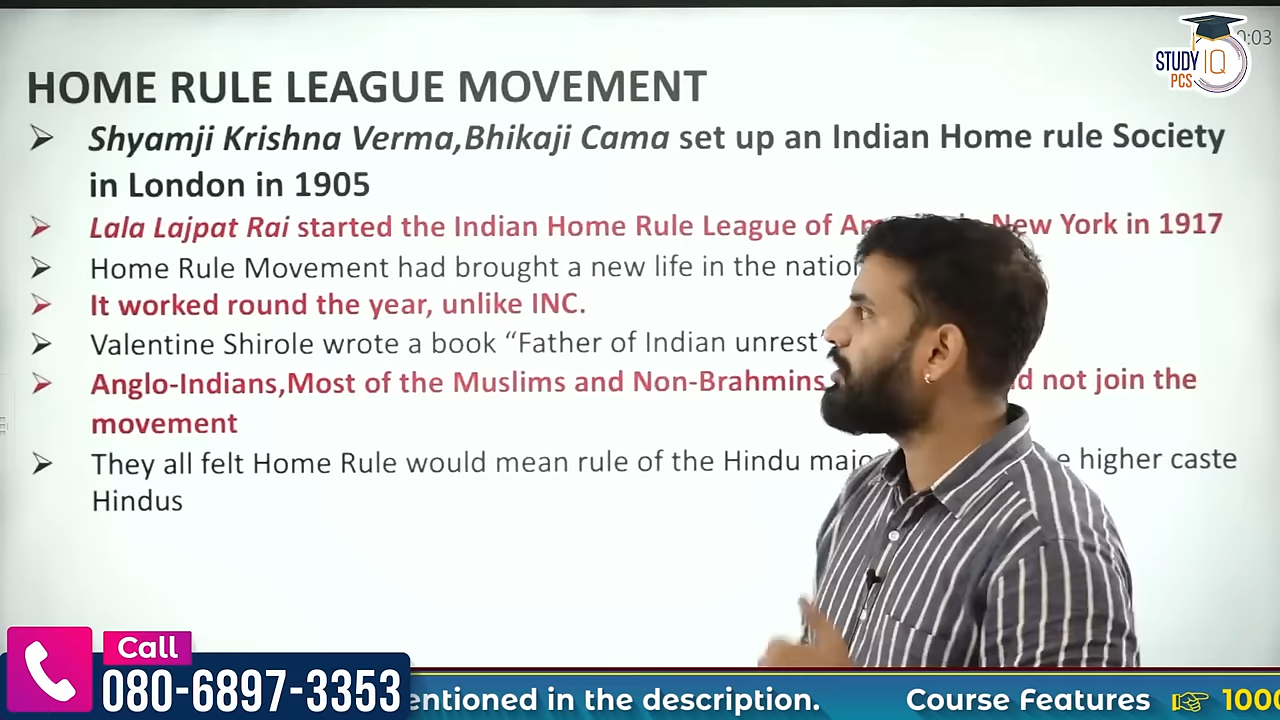 0:03
STUDY IQ
PCS
HOME RULE LEAGUE MOVEMENT
➤ Shyamji Krishna Verma,Bhikaji Cama set up an Indian Home rule Society
in London in 1905
➤ Lala Lajpat Rai started the Indian Home Rule League of New York in 1917
➤ Home Rule Movement had brought a new life in the
➤ It worked round the year, unlike INC.
➤ Valentine Shirole wrote a book “Father of Indian unrest”
➤ Anglo-Indians,Most of the Muslims and Non-Brahmins not join the
movement
➤ They all felt Home Rule would mean rule of the Hindu higher caste
Hindus
Call
080-6897-3353
in the description.
Course Features